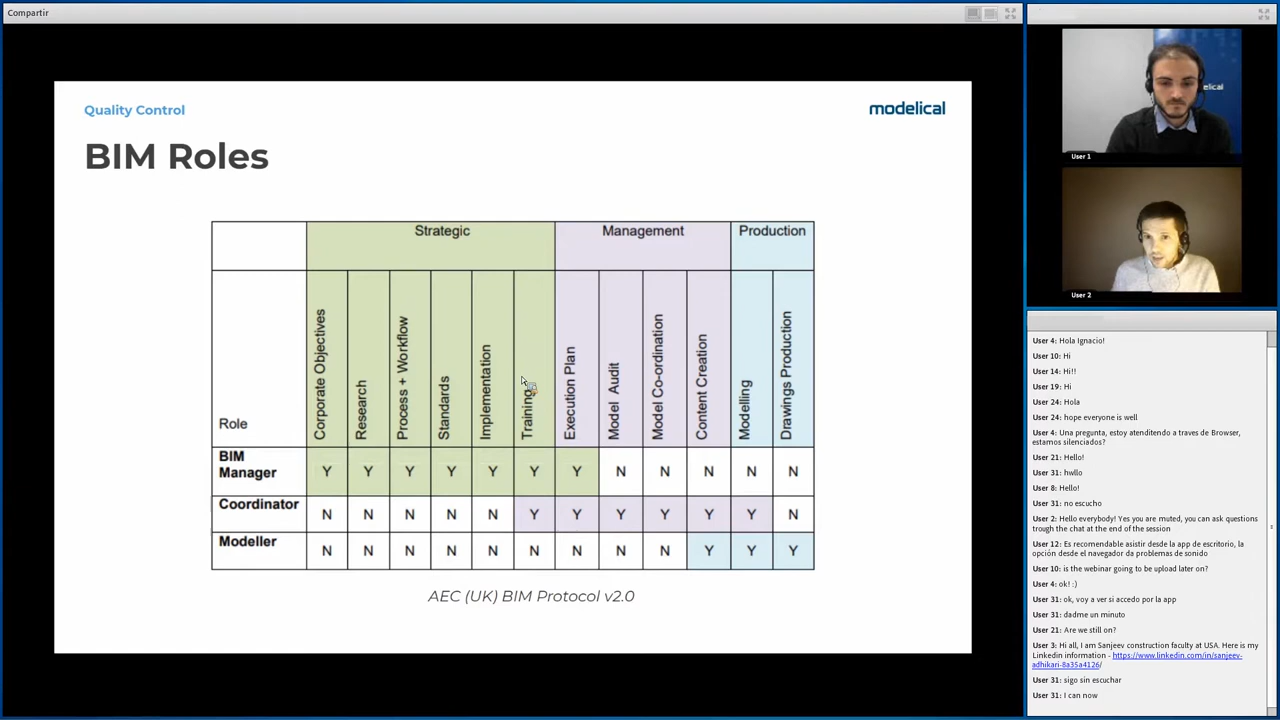 Compartir
Quality Control
modelical
BIM Roles
Strategic Management Production
Role Corporate Objectives Research Process + Workflow Standards Implementation Training Execution Plan Model Audit Model Co-ordination Content Creation Modelling Drawings Production
BIM
Manager Y Y Y Y Y Y Y N N N N N
Coordinator N N N N N Y Y Y Y Y Y N
Modeller N N N N N N N N N Y Y Y
AEC (UK) BIM Protocol v2.0
delical
User 1
User 2
User 4: Hola Ignacio!
User 10: Hi
User 14: Hi!!
User 19: Hi
User 24: Hola
User 24: hope everyone is well
User 4: Una pregunta, estoy atenditendo a traves de Browser,
estamos silenciados?
User 21: Hello!
User 31: hwllo
User 8: Hello!
User 31: no escucho
User 2: Hello everybody! Yes you are muted, you can ask questions
trough the chat at the end of the session
User 12: Es recomendable asistir desde la app de escritorio, la
opción desde el navegador da problemas de sonido
User 10: is the webinar going to be upload later on?
User 4: ok! :)
User 31: ok, voy a ver si accedo por la app
User 31: dadme un minuto
User 21: Are we still on?
User 3: Hi all, I am Sanjeev construction faculty at USA. Here is my
Linkedin information - https://www.linkedin.com/in/sanjeev-
adhikari-8a35a4126/
User 31: sigo sin escuchar
User 31: I can now